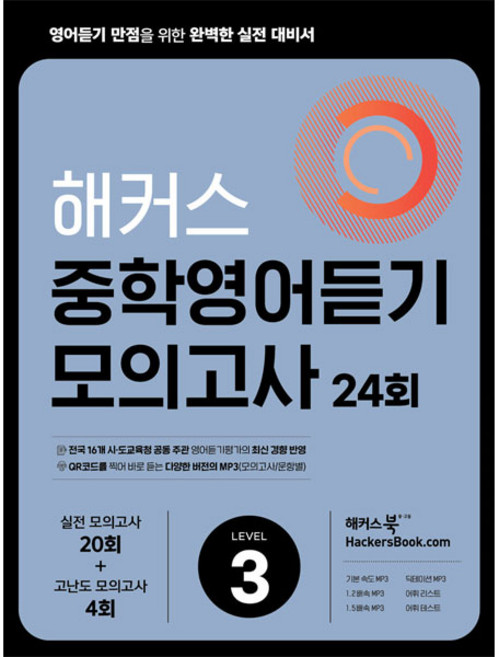 영어듣기 만점을 위한 완벽한 실전 대비서
해커스
중학영어듣기
모의고사 24회
전국 16개 시·도교육청 공동 주관 영어듣기평가의 최신 경향 반영
QR코드를 찍어 바로 듣는 다양한 버전의 MP3(모의고사/문항별)
실전 모의고사
20회
+
고난도 모의고사
4회
LEVEL
3
해커스북 중·고등
HackersBook.com
기본 속도 MP3 딕테이션 MP3
1.2배속 MP3 어휘 리스트
1.5배속 MP3 어휘 테스트